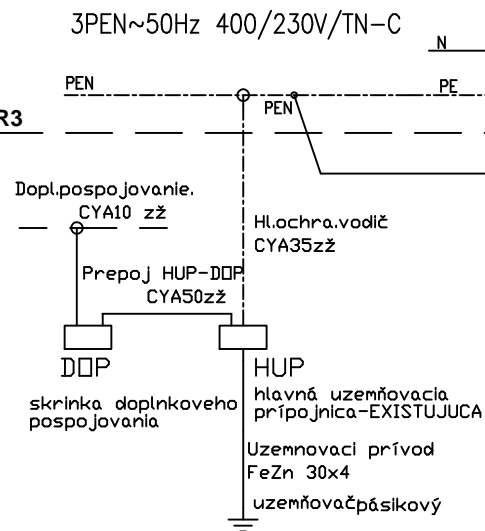 3PEN~50Hz 400/230V/TN-C
N
PEN
PE
PEN
R3
Dopl.pospojovanie.
CYA10 zž
Hl.ochra.vodič
CYA35zž
Prepoj HUP-DOP
CYA50zž
DOP
HUP
skrinka doplnkoveho
pospojovania
hlavná uzemňovacia
prípojnica-EXISTUJUCA
Uzemnovaci prívod
FeZn 30x4
uzemňovačpásikový